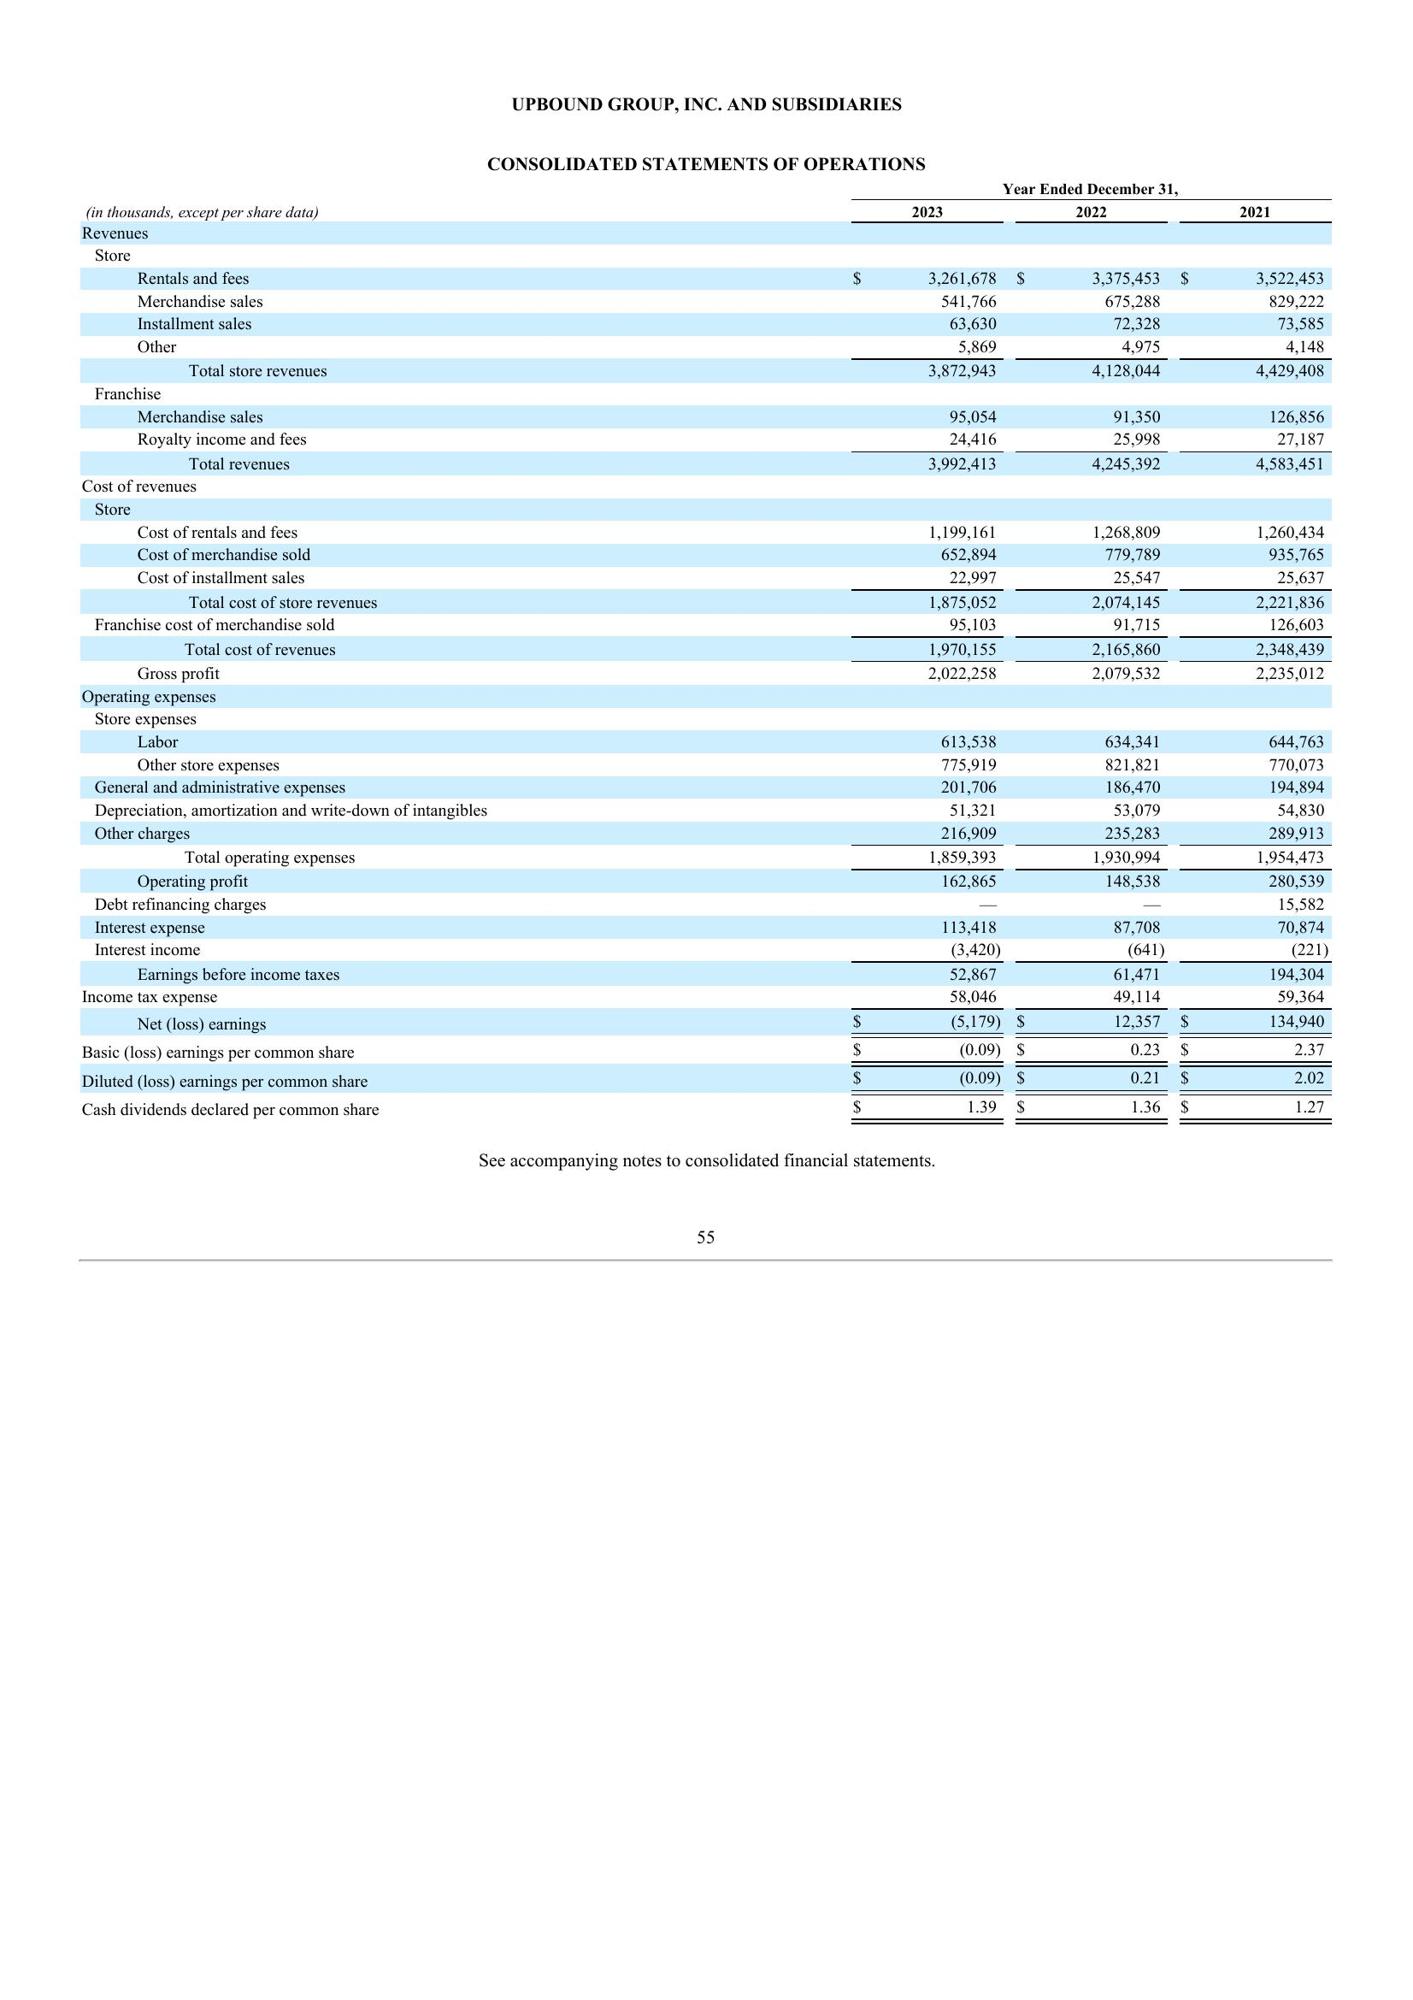 UPBOUND GROUP, INC. AND SUBSIDIARIES
CONSOLIDATED STATEMENTS OF OPERATIONS
Year Ended December 31,
(in thousands, except per share data) 2023 2022 2021
Revenues
Store
Rentals and fees $ 3,261,678 $ 3,375,453 $ 3,522,453
Merchandise sales 541,766 675,288 829,222
Installment sales 63,630 72,328 73,585
Other 5,869 4,975 4,148
Total store revenues 3,872,943 4,128,044 4,429,408
Franchise
Merchandise sales 95,054 91,350 126,856
Royalty income and fees 24,416 25,998 27,187
Total revenues 3,992,413 4,245,392 4,583,451
Cost of revenues
Store
Cost of rentals and fees 1,199,161 1,268,809 1,260,434
Cost of merchandise sold 652,894 779,789 935,765
Cost of installment sales 22,997 25,547 25,637
Total cost of store revenues 1,875,052 2,074,145 2,221,836
Franchise cost of merchandise sold 95,103 91,715 126,603
Total cost of revenues 1,970,155 2,165,860 2,348,439
Gross profit 2,022,258 2,079,532 2,235,012
Operating expenses
Store expenses
Labor 613,538 634,341 644,763
Other store expenses 775,919 821,821 770,073
General and administrative expenses 201,706 186,470 194,894
Depreciation, amortization and write-down of intangibles 51,321 53,079 54,830
Other charges 216,909 235,283 289,913
Total operating expenses 1,859,393 1,930,994 1,954,473
Operating profit 162,865 148,538 280,539
Debt refinancing charges — — 15,582
Interest expense 113,418 87,708 70,874
Interest income (3,420) (641) (221)
Earnings before income taxes 52,867 61,471 194,304
Income tax expense 58,046 49,114 59,364
Net (loss) earnings $ (5,179) $ 12,357 $ 134,940
Basic (loss) earnings per common share $ (0.09) $ 0.23 $ 2.37
Diluted (loss) earnings per common share $ (0.09) $ 0.21 $ 2.02
Cash dividends declared per common share $ 1.39 $ 1.36 $ 1.27
See accompanying notes to consolidated financial statements.
55